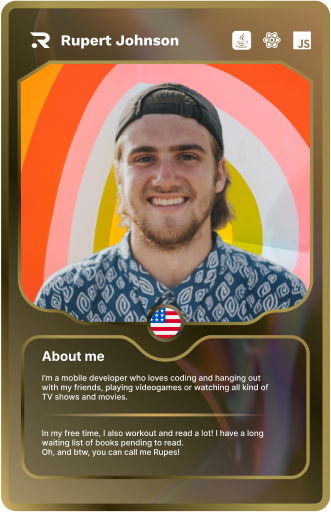 Rupert Johnson
JS
About me
I'm a mobile developer who loves coding and hanging out
with my friends, playing videogames or watching all kind of
TV shows and movies.
In my free time, I also workout and read a lot! I have a long
waiting list of books pending to read.
Oh, and btw, you can call me Rupes!